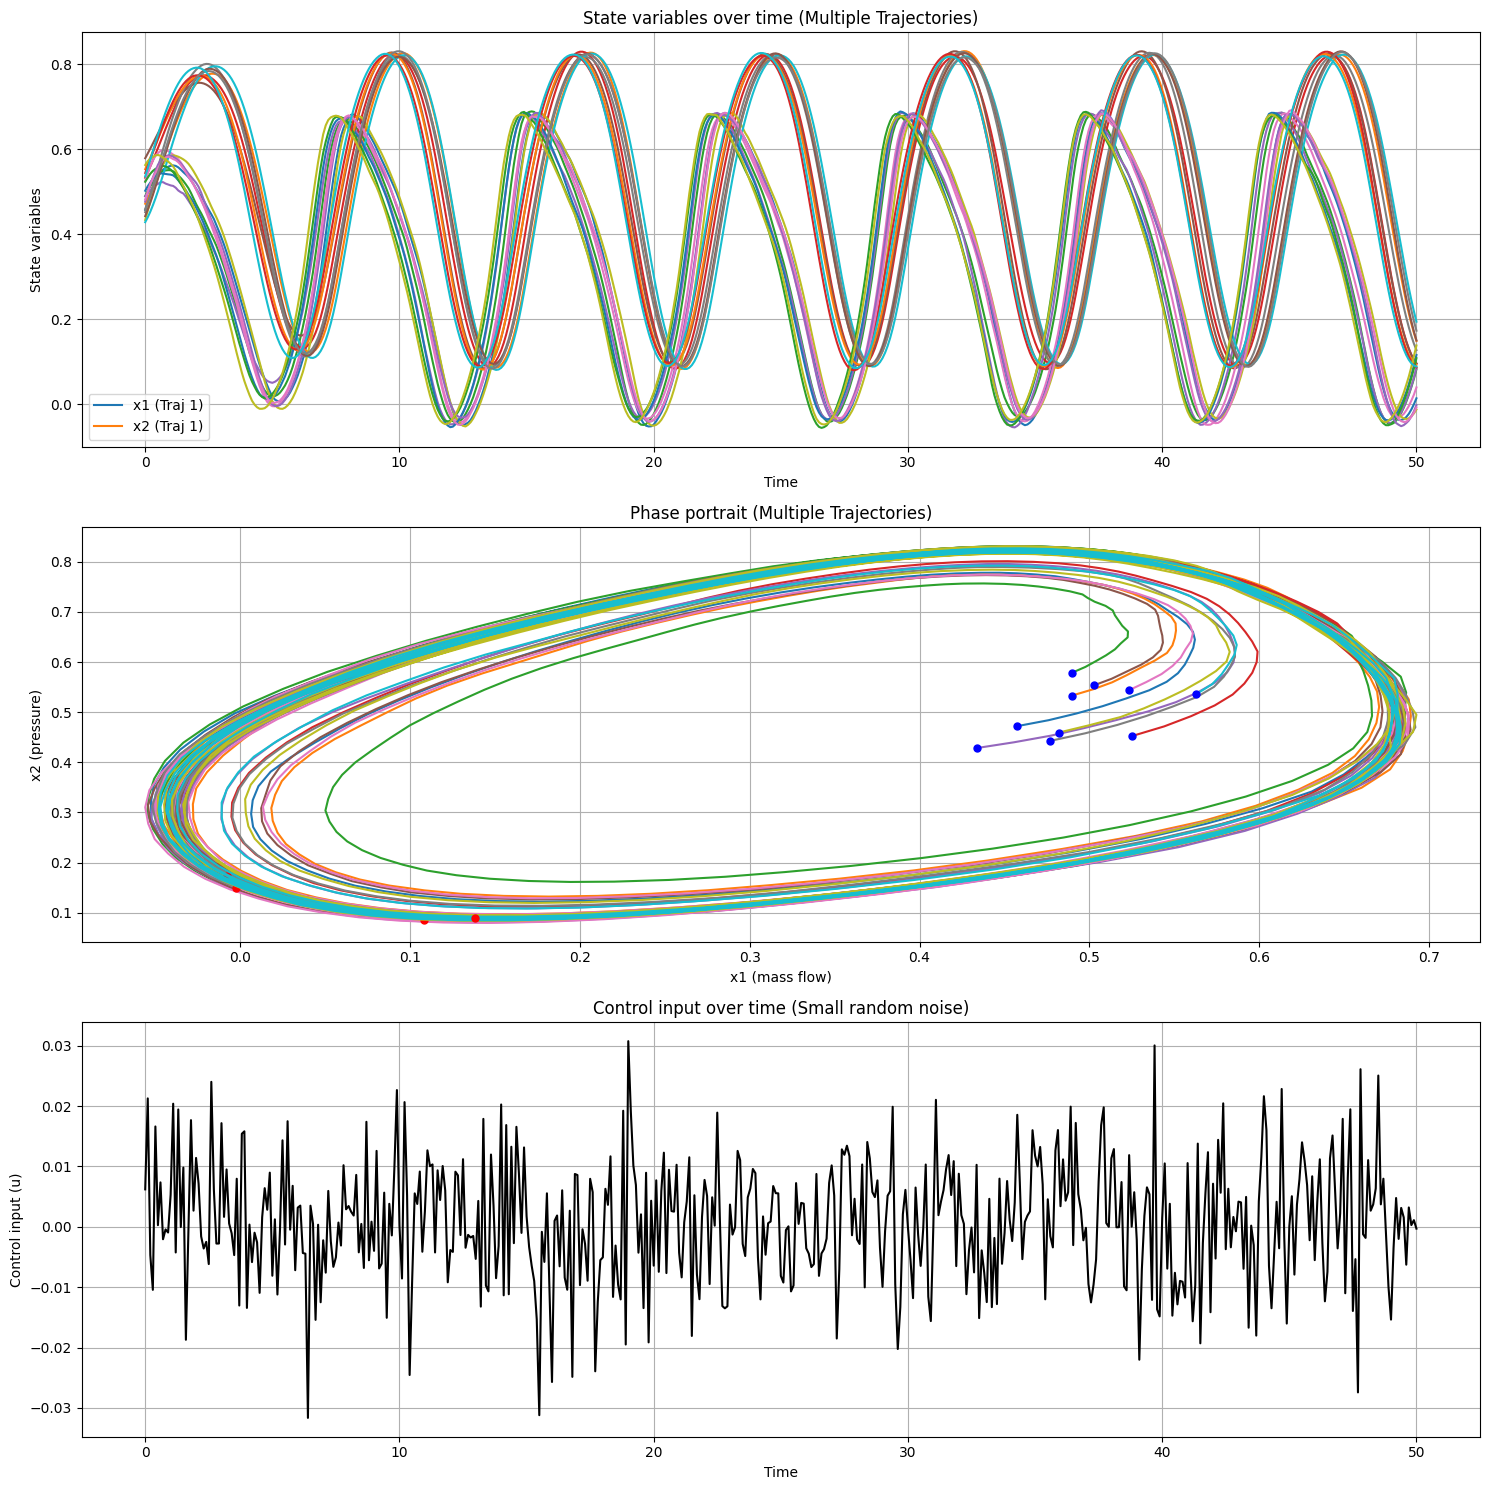 State variables over time (Multiple Trajectories)
State variables
0.8
0.6
0.4
0.2
0.0
x1 (Traj 1)
x2 (Traj 1)
0 10 20 30 40 50
Time
Phase portrait (Multiple Trajectories)
x2 (pressure)
0.8
0.7
0.6
0.5
0.4
0.3
0.2
0.1
0.0 0.1 0.2 0.3 0.4 0.5 0.6 0.7
x1 (mass flow)
Control input over time (Small random noise)
Control input (u)
0.03
0.02
0.01
0.00
−0.01
−0.02
−0.03
0 10 20 30 40 50
Time